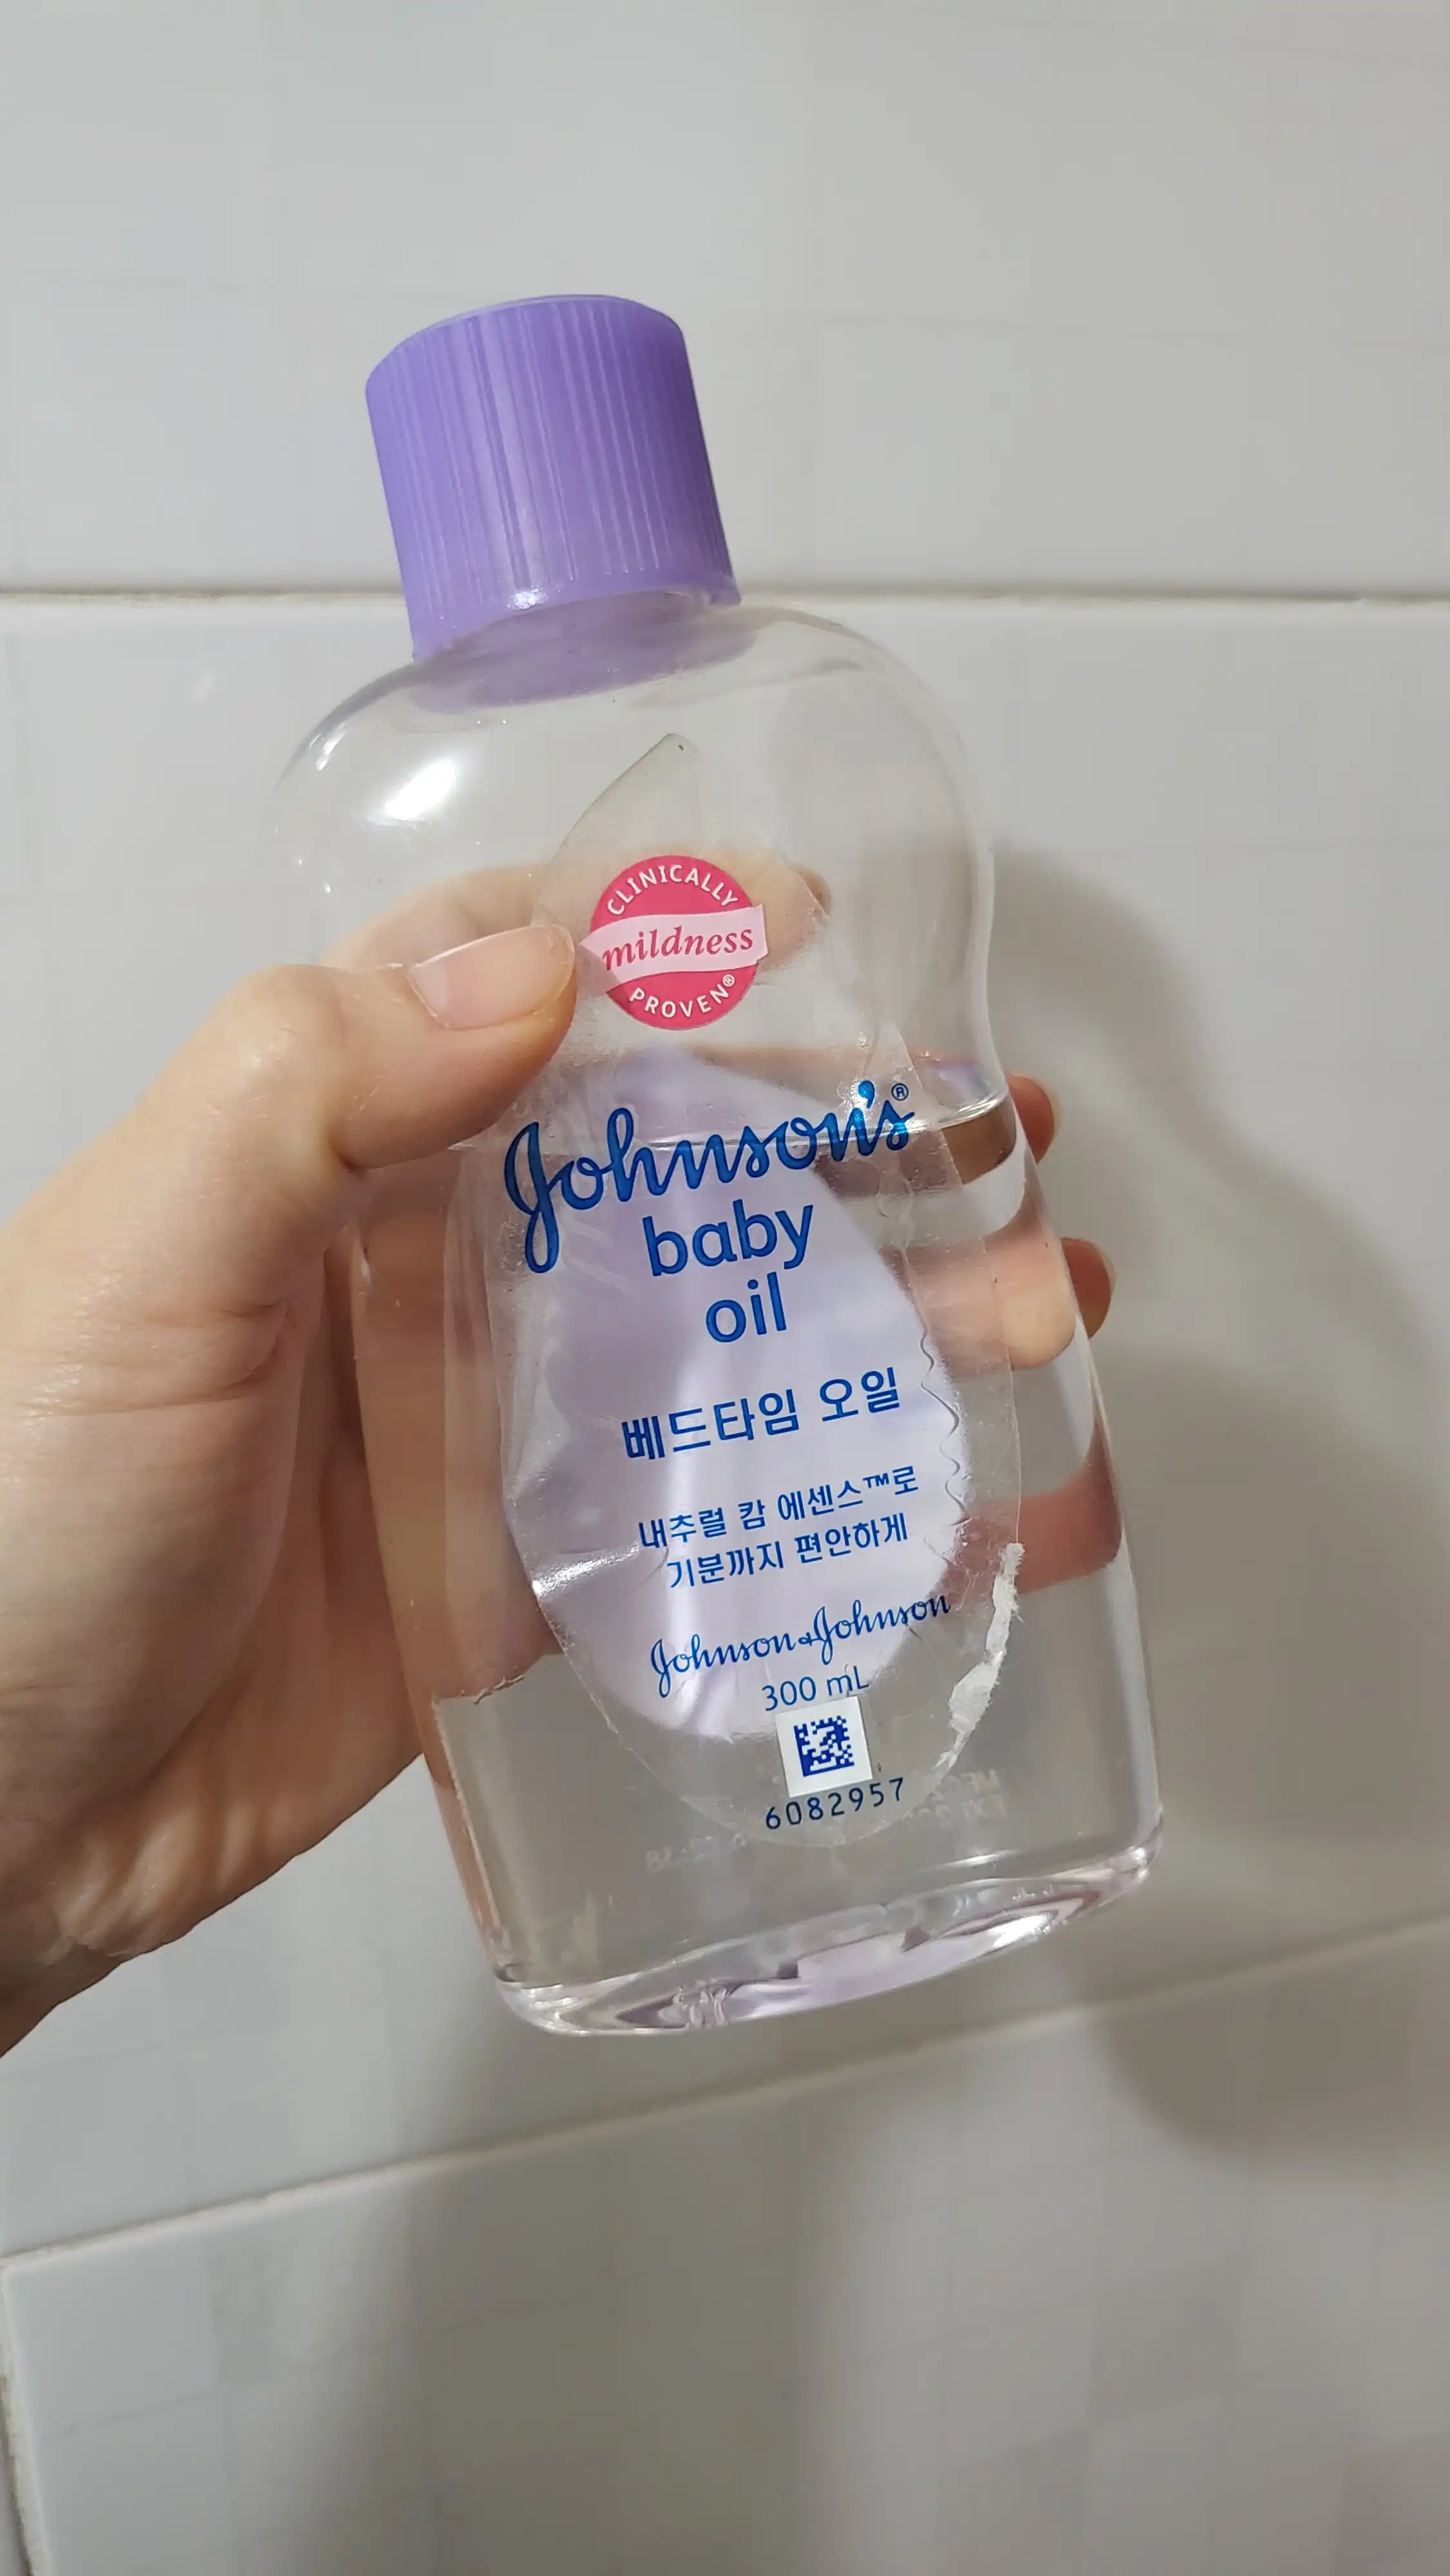 CLINICALLY
mildness
PROVEN®
Johnson's®
baby
oil
베드타임 오일
내추럴 캄 에센스™로
기분까지 편안하게
Johnson & Johnson
300 mL
6082957